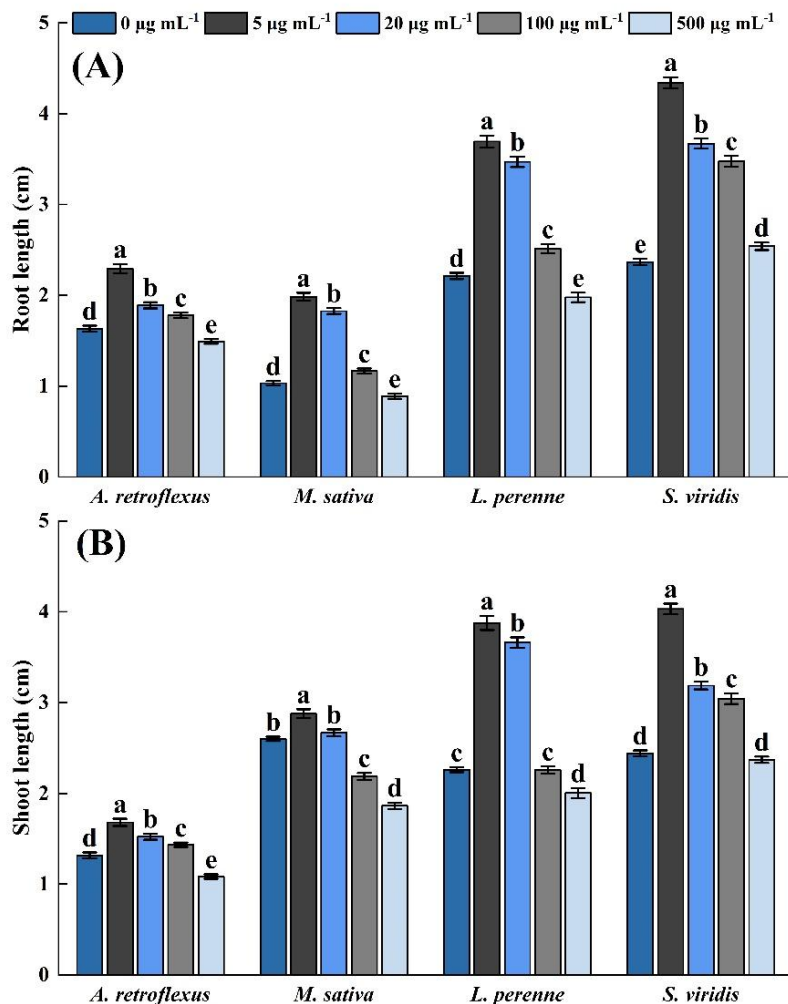 0 µg mL⁻¹ 5 µg mL⁻¹ 20 µg mL⁻¹ 100 µg mL⁻¹ 500 µg mL⁻¹
(A)
Root length (cm)
5
4
3
2
1
0
d a b c e
d a b c e
d a b c e
e a b c d
A. retroflexus M. sativa L. perenne S. viridis
(B)
Shoot length (cm)
5
4
3
2
1
0
d a b c e
b a b c d
c a b c d
d a b c d
A. retroflexus M. sativa L. perenne S. viridis